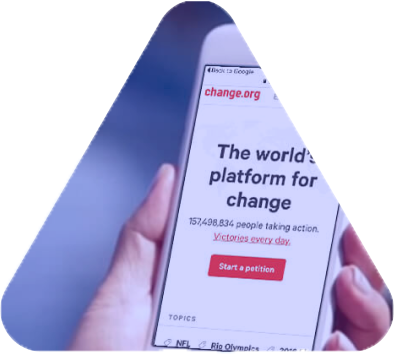 Back to Google
change.org
The world's
platform for
change
157,498,834 people taking action.
Victories every day.
Start a petition
TOPICS
NFL Rio Olympics